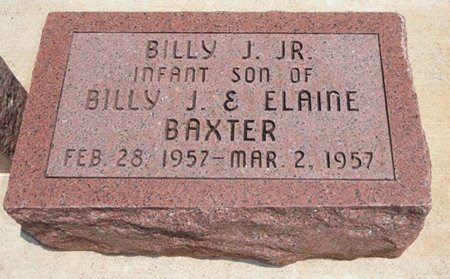 BILLY J. JR.
INFANT SON OF
BILLY J. & ELAINE
BAXTER
FEB. 28, 1957-MAR. 2, 1957